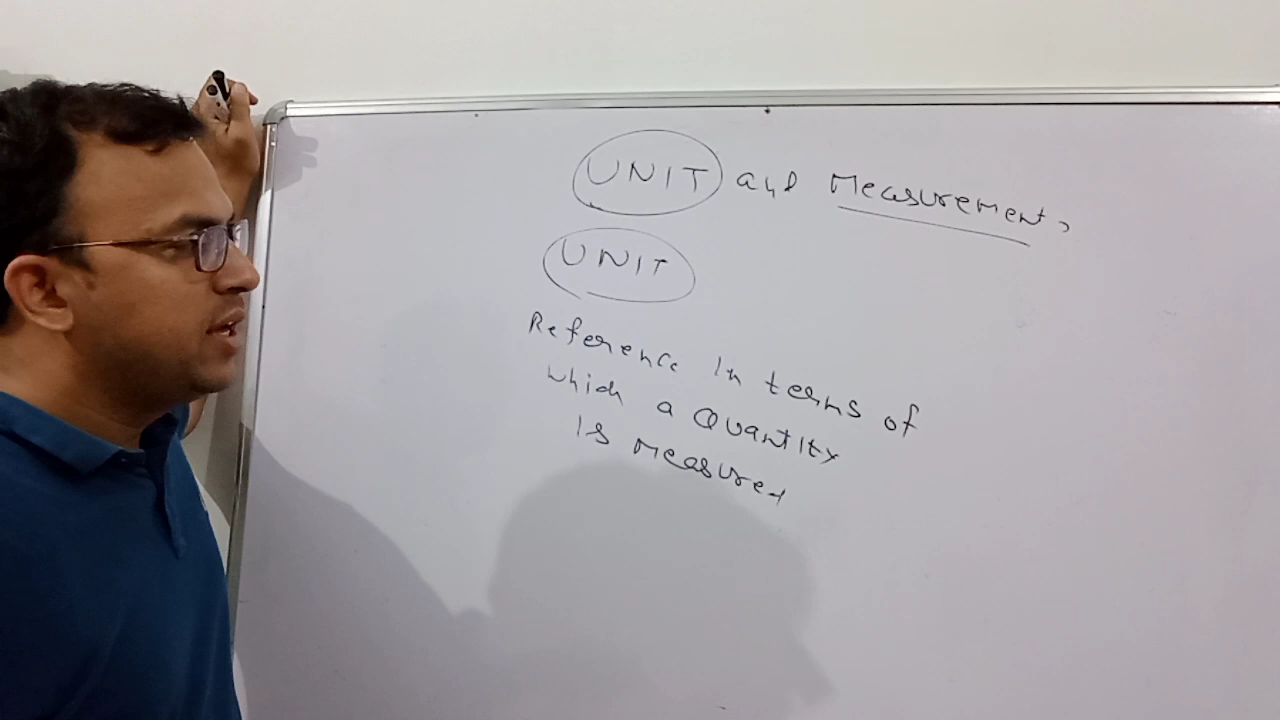 UNIT and Measurement,
UNIT
Reference In terms of
which a Quantity
Is Measured